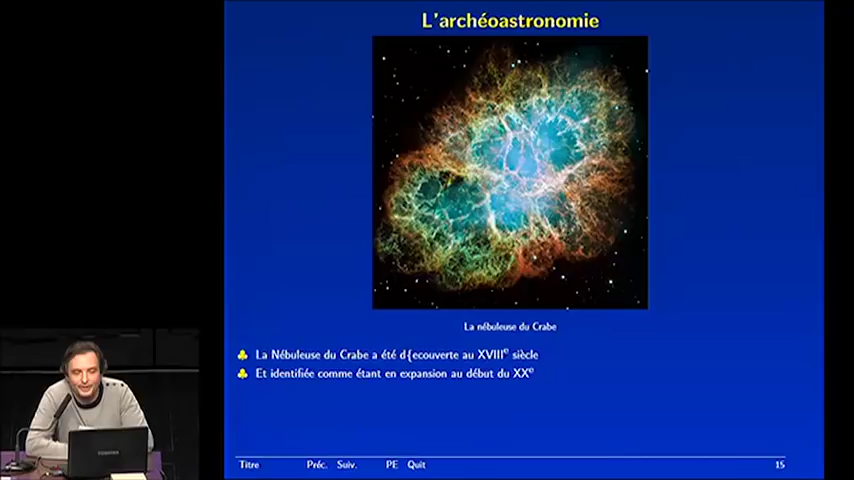 L'archéoastronomie
La nébuleuse du Crabe
♣ La Nébuleuse du Crabe a été d{ecouverte au XVIIIe siècle
♣ Et identifiée comme étant en expansion au début du XXe
Titre Préc. Suiv. PE Quit 15
TOSHIBA